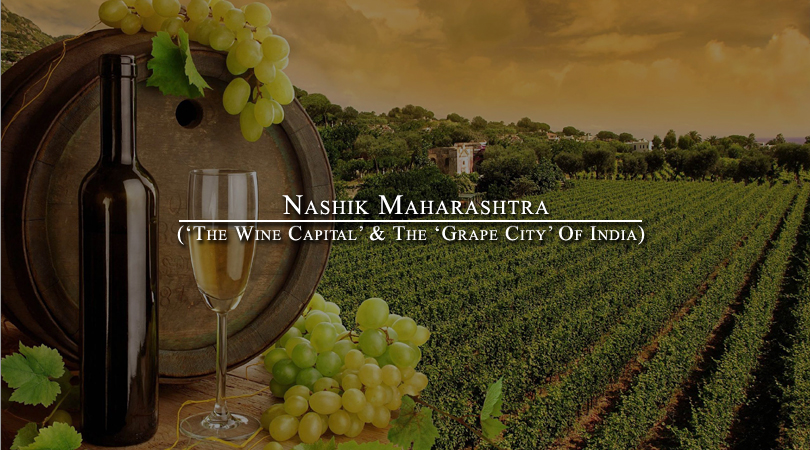 Nashik Maharashtra
(‘The Wine Capital’ & The ‘Grape City’ Of India)